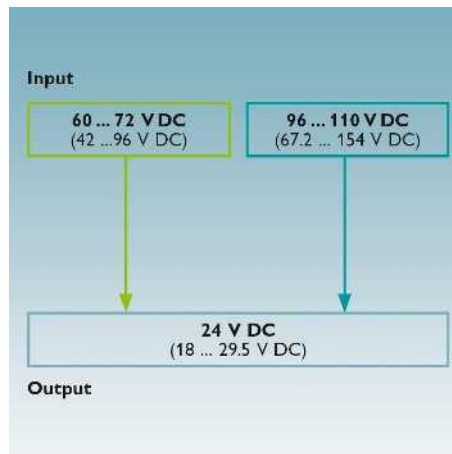 Input
60 ... 72 V DC
(42 ...96 V DC)
96 ... 110 V DC
(67.2 ... 154 V DC)
24 V DC
(18 ... 29.5 V DC)
Output